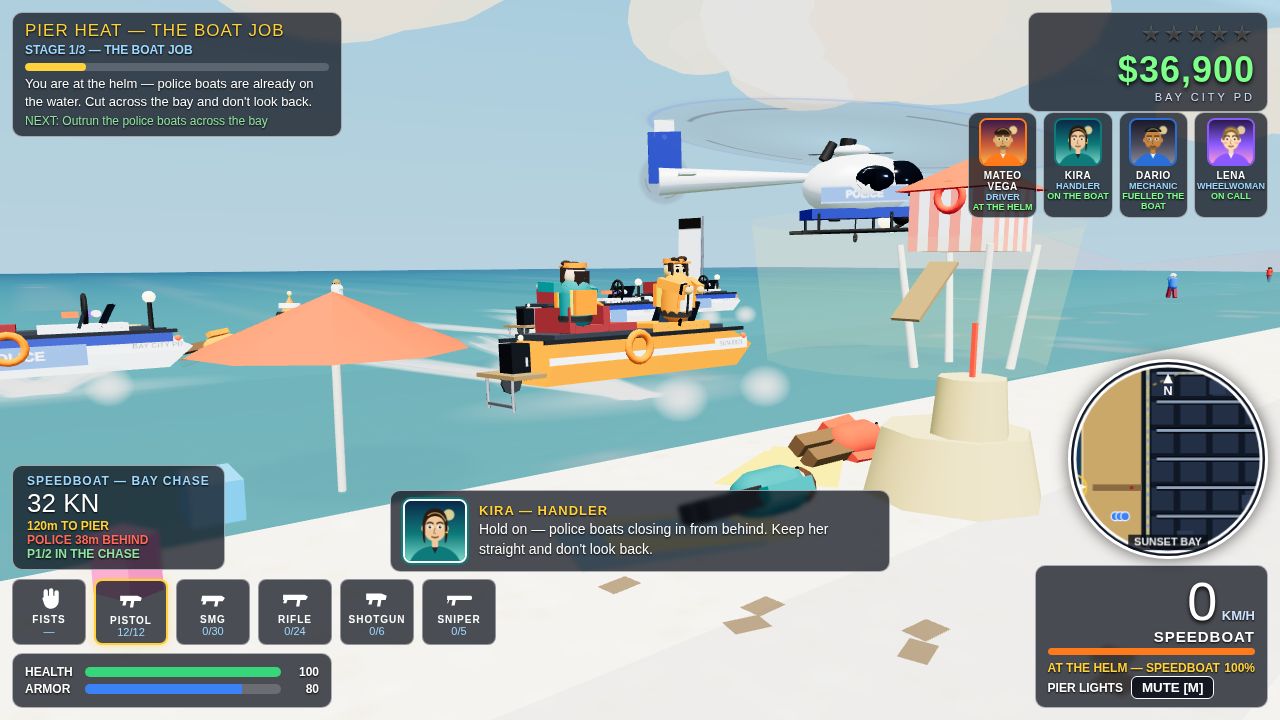 PIER HEAT — THE BOAT JOB
STAGE 1/3 — THE BOAT JOB
You are at the helm — police boats are already on
the water. Cut across the bay and don't look back.
NEXT: Outrun the police boats across the bay
$36,900
BAY CITY PD
MATEO VEGA
DRIVER
AT THE HELM
KIRA
HANDLER
ON THE BOAT
DARIO
MECHANIC
FUELLED THE BOAT
LENA
WHEELWOMAN
ON CALL
POLICE
POLICE
BAY CITY PD
SPEEDBOAT — BAY CHASE
32 KN
120m TO PIER
POLICE 38m BEHIND
P1/2 IN THE CHASE
KIRA — HANDLER
Hold on — police boats closing in from behind. Keep her
straight and don't look back.
N
SUNSET BAY
FISTS
—
PISTOL
12/12
SMG
0/30
RIFLE
0/24
SHOTGUN
0/6
SNIPER
0/5
HEALTH 100
ARMOR 80
0 KM/H
SPEEDBOAT
AT THE HELM — SPEEDBOAT 100%
PIER LIGHTS MUTE [M]